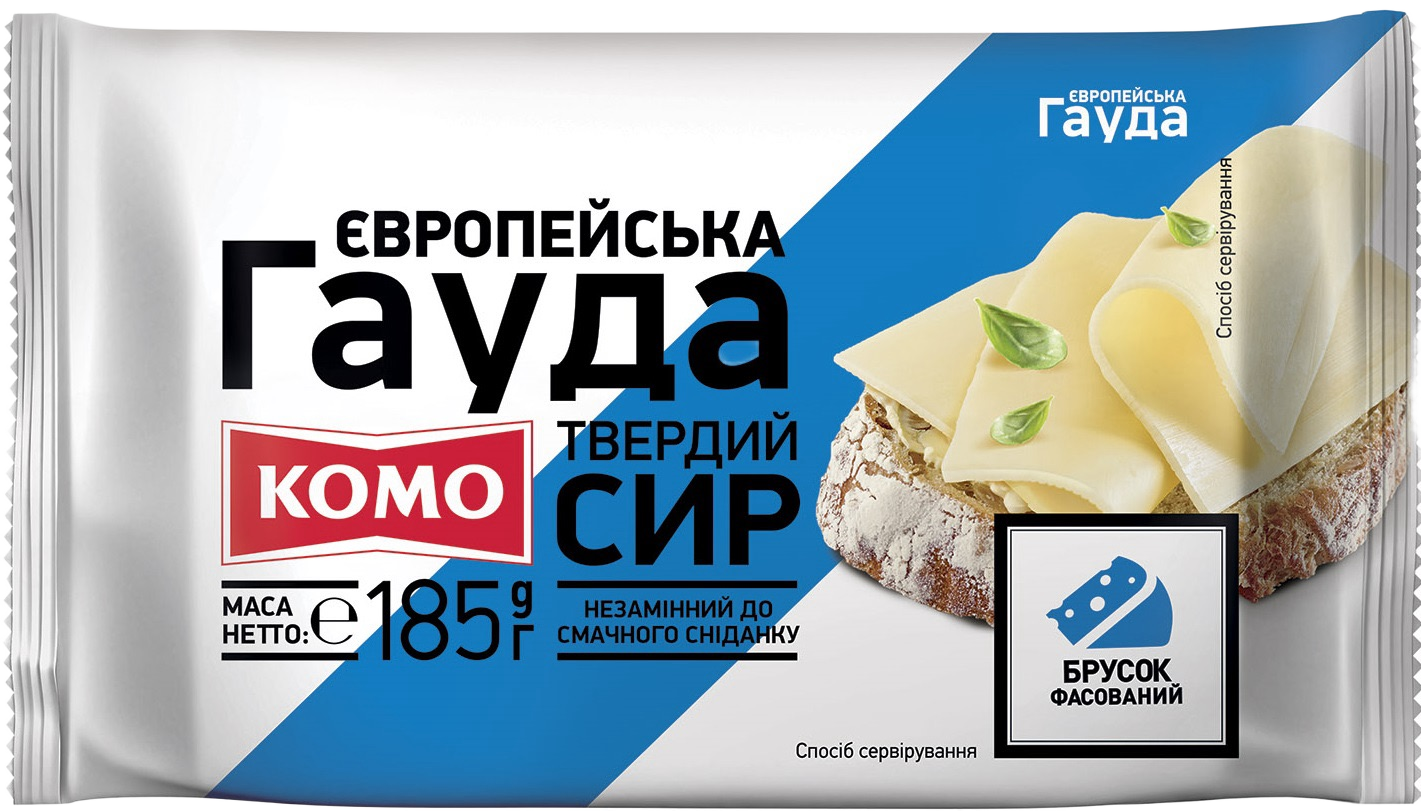 ЄВРОПЕЙСЬКА
Гауда
ЄВРОПЕЙСЬКА
Гауда
КОМО
ТВЕРДИЙ
СИР
МАСА
НЕТТО: ℮ 185 g г
НЕЗАМІННИЙ ДО
СМАЧНОГО СНІДАНКУ
Спосіб сервірування
БРУСОК
ФАСОВАНИЙ
Спосіб сервірування